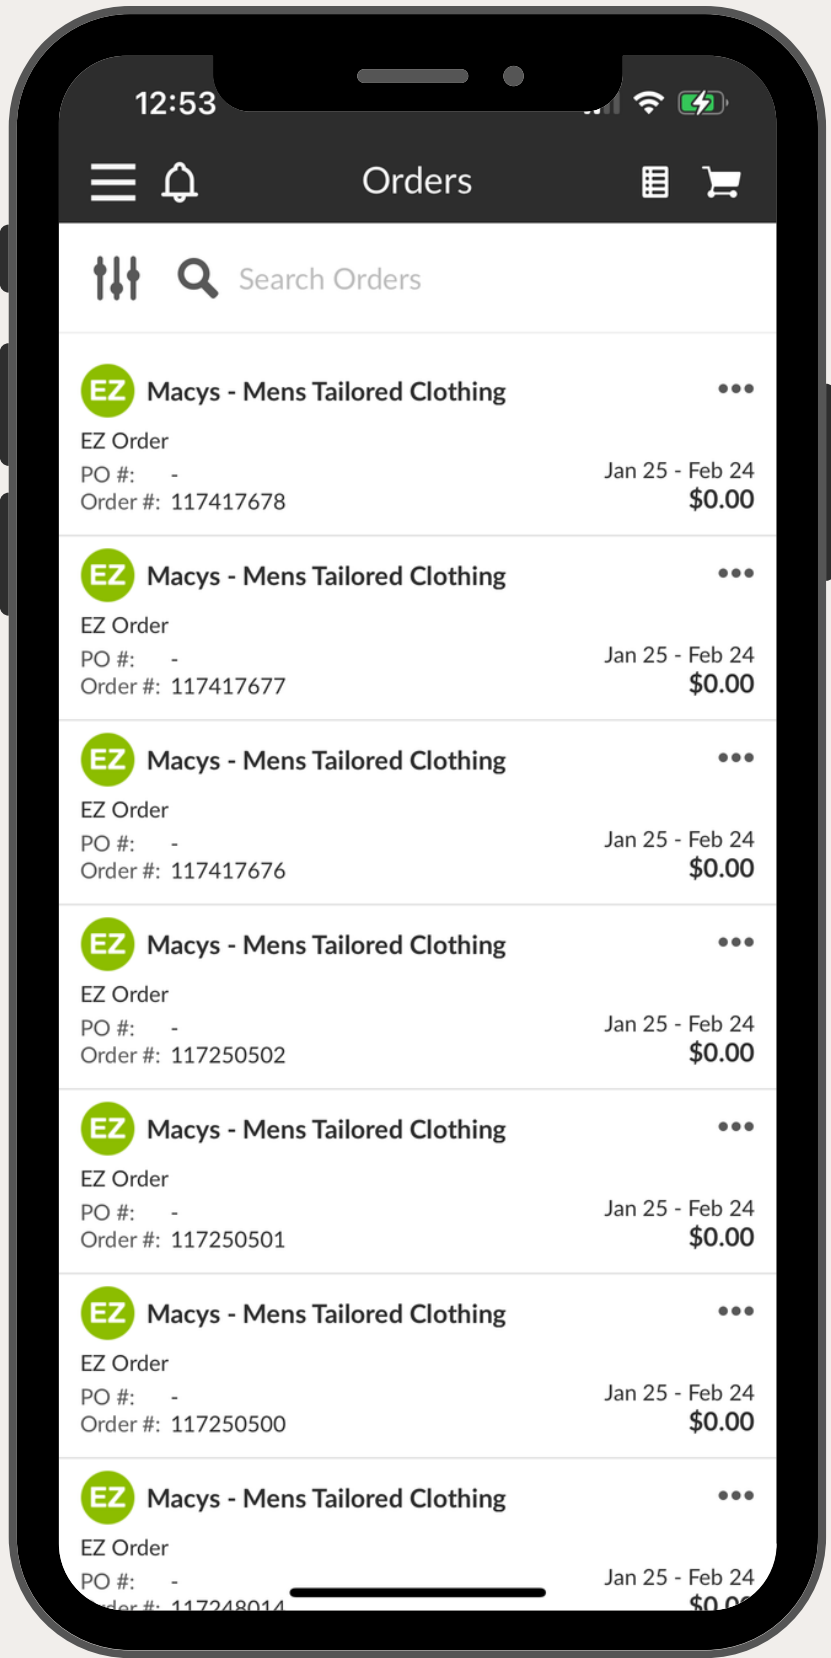 12:53
Orders
Search Orders
EZ Macys - Mens Tailored Clothing
EZ Order
PO #: -
Jan 25 - Feb 24
Order #: 117417678
$0.00
EZ Macys - Mens Tailored Clothing
EZ Order
PO #: -
Jan 25 - Feb 24
Order #: 117417677
$0.00
EZ Macys - Mens Tailored Clothing
EZ Order
PO #: -
Jan 25 - Feb 24
Order #: 117417676
$0.00
EZ Macys - Mens Tailored Clothing
EZ Order
PO #: -
Jan 25 - Feb 24
Order #: 117250502
$0.00
EZ Macys - Mens Tailored Clothing
EZ Order
PO #: -
Jan 25 - Feb 24
Order #: 117250501
$0.00
EZ Macys - Mens Tailored Clothing
EZ Order
PO #: -
Jan 25 - Feb 24
Order #: 117250500
$0.00
EZ Macys - Mens Tailored Clothing
EZ Order
PO #: -
Jan 25 - Feb 24
Order #: 117248014
$0.00